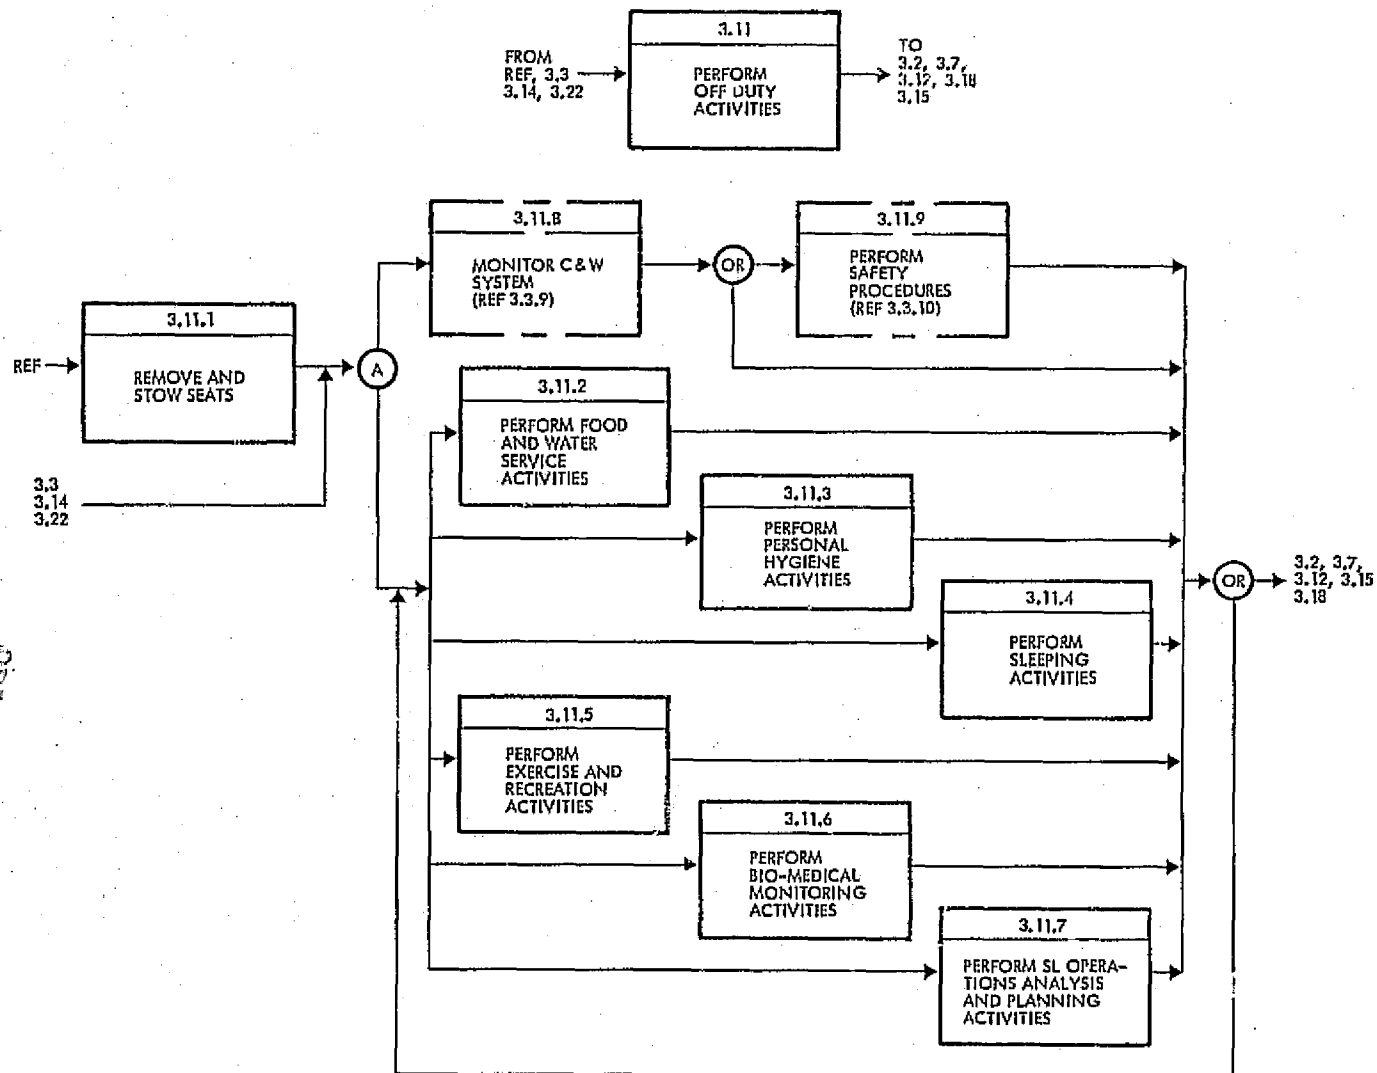 3.11
FROM
REF, 3.3
3.14, 3.22
PERFORM
OFF DUTY
ACTIVITIES
TO
3.2, 3.7,
3.12, 3.18
3.15
3.11.8
MONITOR C & W
SYSTEM
(REF 3.3.9)
OR
3.11.9
PERFORM
SAFETY
PROCEDURES
(REF 3.3.10)
3.11.1
REF
REMOVE AND
STOW SEATS
A
3.11.2
PERFORM FOOD
AND WATER
SERVICE
ACTIVITIES
3.3
3.14
3.22
3.11.3
PERFORM
PERSONAL
HYGIENE
ACTIVITIES
OR
3.2, 3.7,
3.12, 3.15
3.18
3.11.4
PERFORM
SLEEPING
ACTIVITIES
3.11.5
PERFORM
EXERCISE AND
RECREATION
ACTIVITIES
3.11.6
PERFORM
BIO-MEDICAL
MONITORING
ACTIVITIES
3.11.7
PERFORM SL OPERA-
TIONS ANALYSIS
AND PLANNING
ACTIVITIES